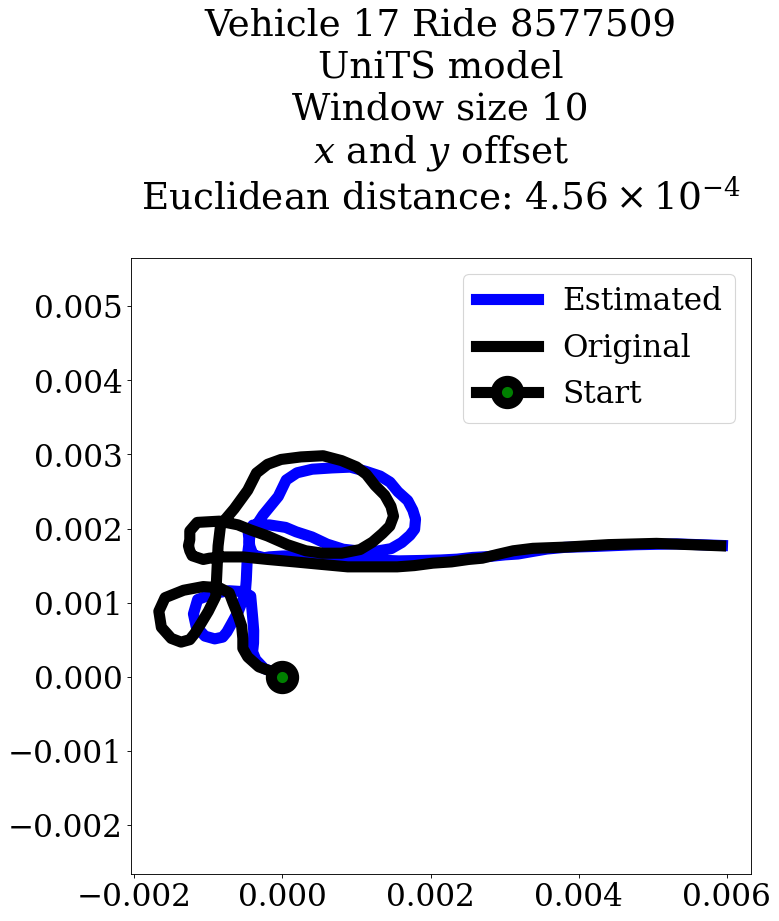 Vehicle 17 Ride 8577509
UniTS model
Window size 10
x and y offset
Euclidean distance: 4.56 × 10⁻⁴
Estimated
Original
Start
0.005
0.004
0.003
0.002
0.001
0.000
−0.001
−0.002
−0.002 0.000 0.002 0.004 0.006